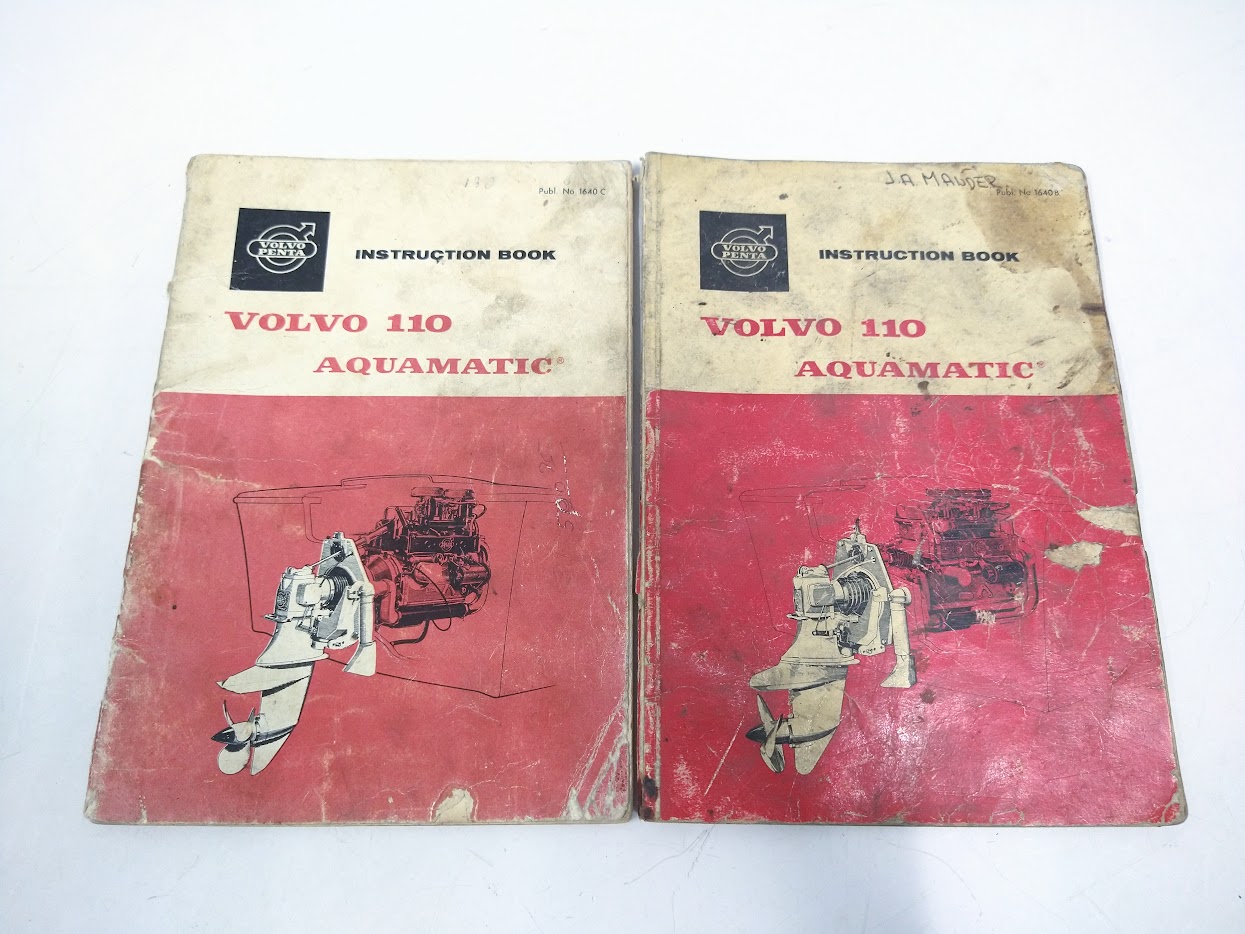 Publ. No 1640 C
VOLVO
PENTA
INSTRUCTION BOOK
VOLVO 110
AQUAMATIC®
J.A. MAUDER
Publ. No 1640 B
VOLVO
PENTA
INSTRUCTION BOOK
VOLVO 110
AQUAMATIC®